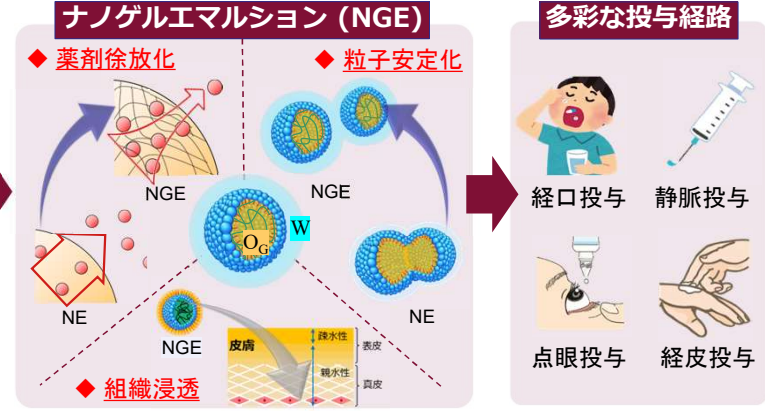 ナノゲルエマルション (NGE)
◆ 薬剤徐放化
◆ 粒子安定化
NGE
NE
NGE
NE
O_G
W
NGE
皮膚
疎水性
表皮
親水性
真皮
◆ 組織浸透
多彩な投与経路
経口投与
静脈投与
点眼投与
経皮投与